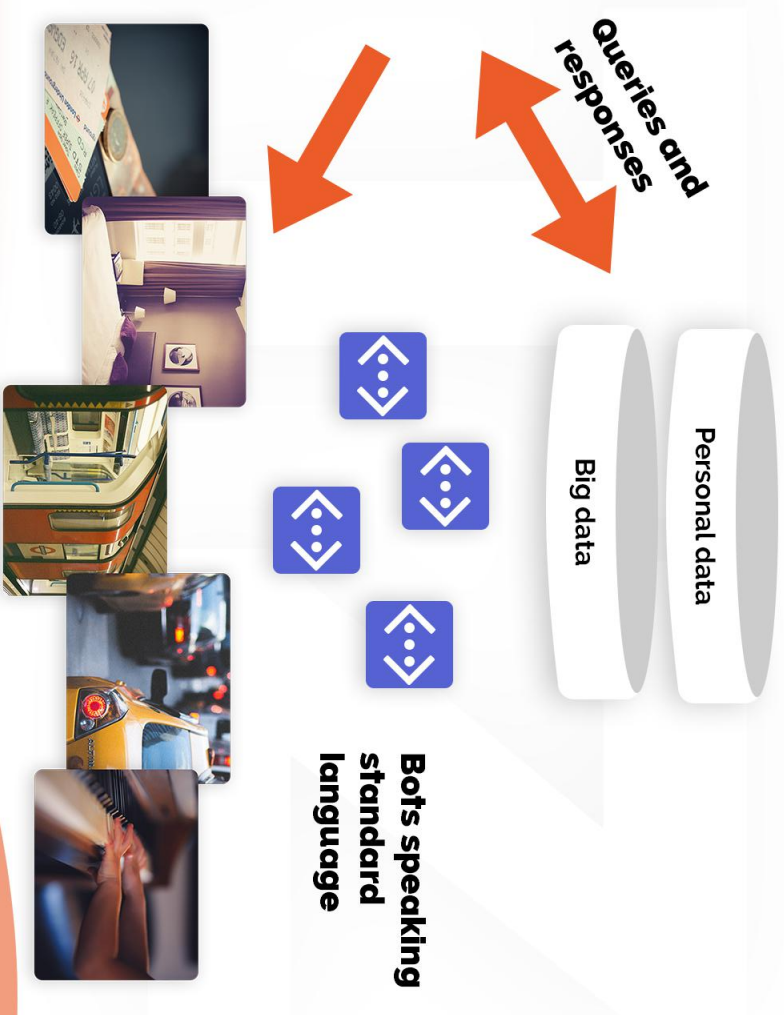 Personal data
Big data
Queries and
responses
Bots speaking
standard
language